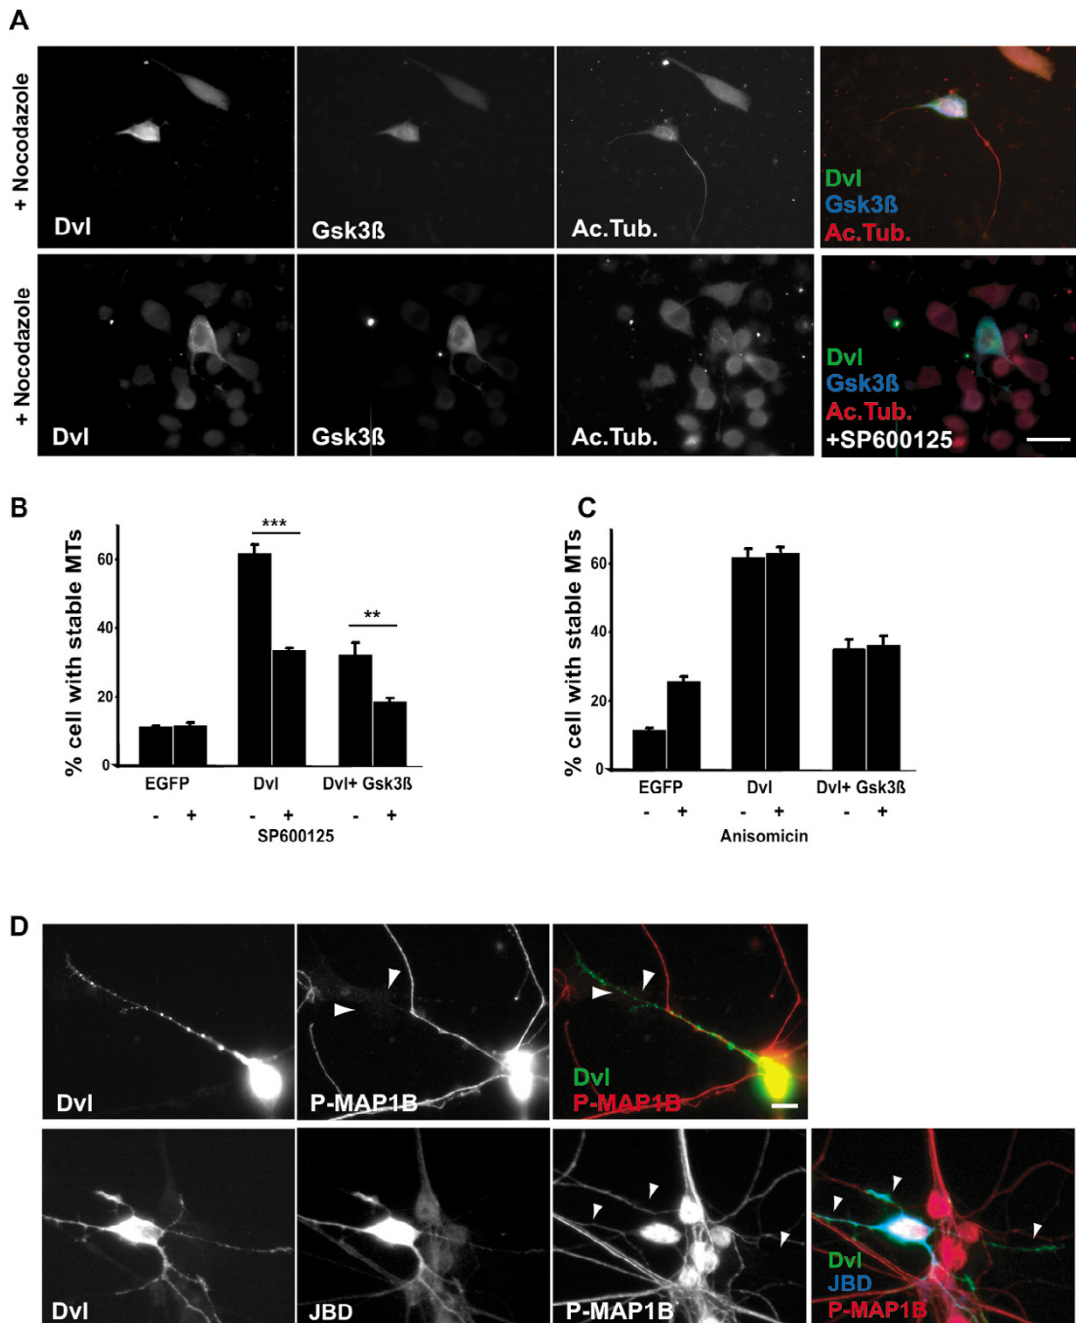 A
+ Nocodazole
Dvl
Gsk3ß
Ac.Tub.
Dvl
Gsk3ß
Ac.Tub.
+ Nocodazole
Dvl
Gsk3ß
Ac.Tub.
Dvl
Gsk3ß
Ac.Tub.
+SP600125
B
% cell with stable MTs
60
40
20
0
***
**
EGFP
Dvl
Dvl+ Gsk3ß
- + - + - +
SP600125
C
% cell with stable MTs
60
40
20
0
EGFP
Dvl
Dvl+ Gsk3ß
- + - + - +
Anisomicin
D
Dvl
P-MAP1B
Dvl
P-MAP1B
Dvl
JBD
P-MAP1B
Dvl
JBD
P-MAP1B